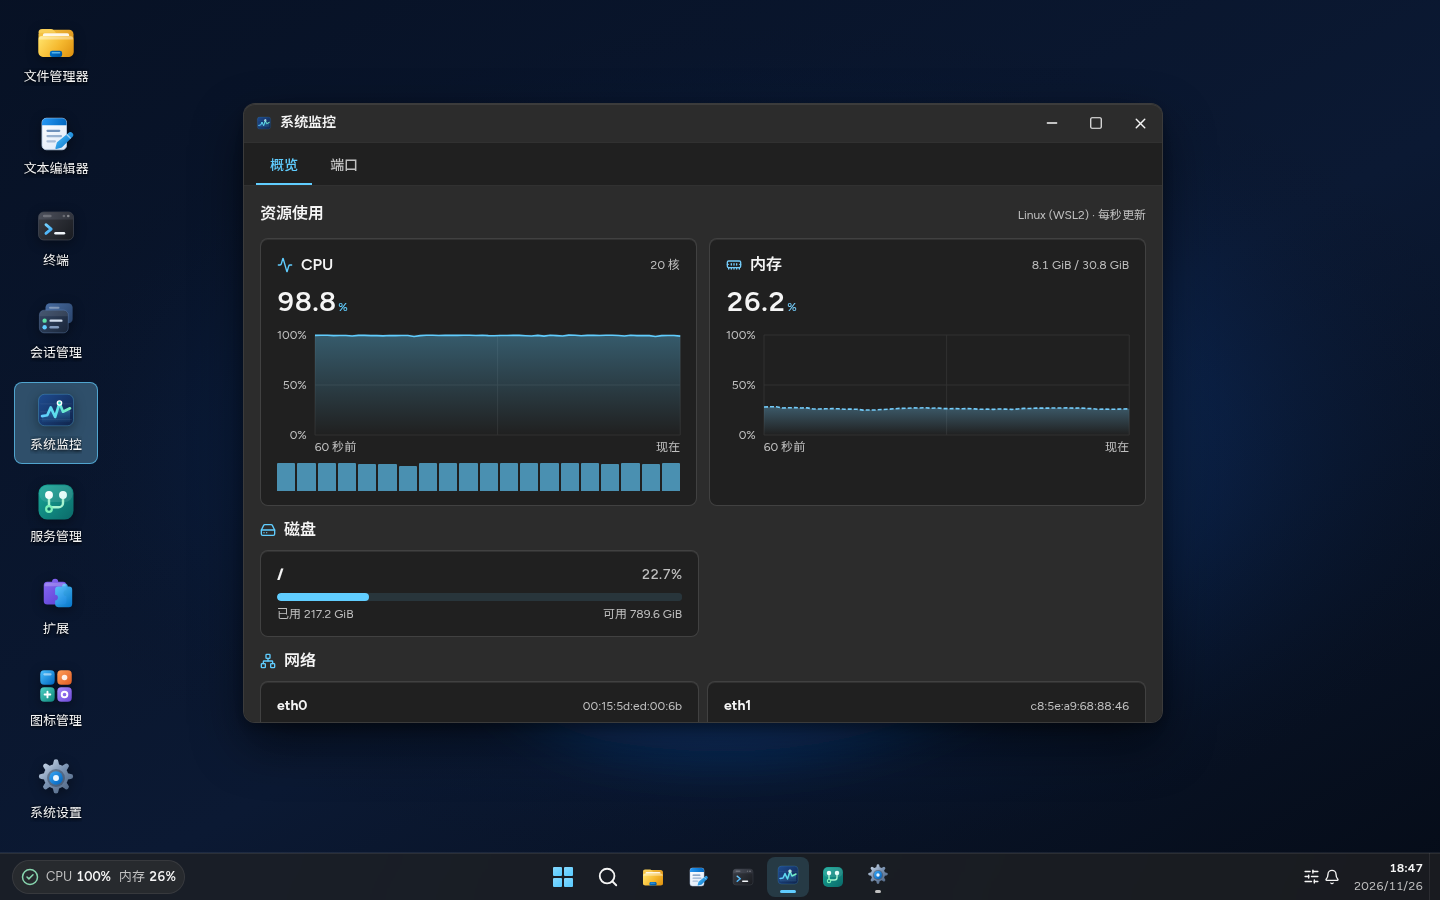 文件管理器
文本编辑器
终端
会话管理
系统监控
服务管理
扩展
图标管理
系统设置
系统监控
概览 端口
资源使用 Linux (WSL2) · 每秒更新
CPU 20 核
98.8%
100%
50%
0%
60 秒前 现在
内存 8.1 GiB / 30.8 GiB
26.2%
100%
50%
0%
60 秒前 现在
磁盘
/ 22.7%
已用 217.2 GiB 可用 789.6 GiB
网络
eth0 00:15:5d:ed:00:6b
eth1 c8:5e:a9:68:88:46
CPU 100% 内存 26%
18:47
2026/11/26